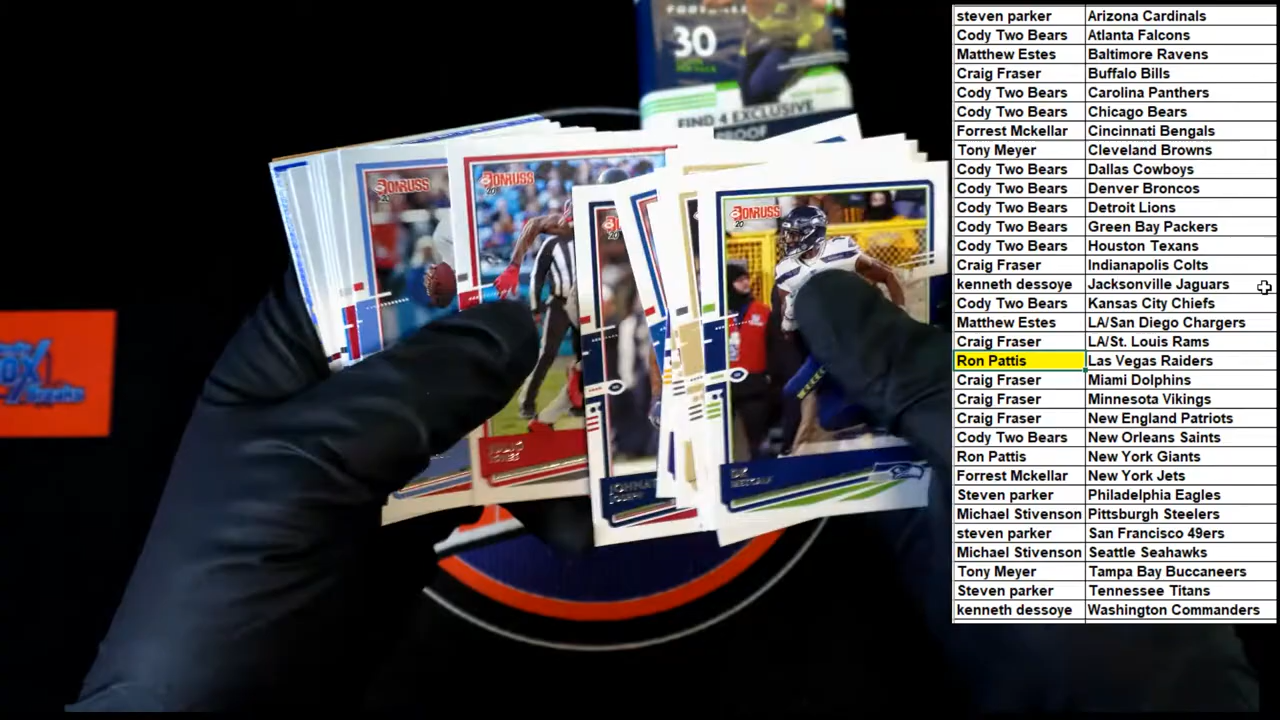 30
FIND 4 EXCLUSIVE
PROOF
DONRUSS
20
DONRUSS
20
20
DONRUSS
20
JONES
DK
METCALF
steven parker Arizona Cardinals
Cody Two Bears Atlanta Falcons
Matthew Estes Baltimore Ravens
Craig Fraser Buffalo Bills
Cody Two Bears Carolina Panthers
Cody Two Bears Chicago Bears
Forrest Mckellar Cincinnati Bengals
Tony Meyer Cleveland Browns
Cody Two Bears Dallas Cowboys
Cody Two Bears Denver Broncos
Cody Two Bears Detroit Lions
Cody Two Bears Green Bay Packers
Cody Two Bears Houston Texans
Craig Fraser Indianapolis Colts
kenneth dessoye Jacksonville Jaguars
Cody Two Bears Kansas City Chiefs
Matthew Estes LA/San Diego Chargers
Craig Fraser LA/St. Louis Rams
Ron Pattis Las Vegas Raiders
Craig Fraser Miami Dolphins
Craig Fraser Minnesota Vikings
Craig Fraser New England Patriots
Cody Two Bears New Orleans Saints
Ron Pattis New York Giants
Forrest Mckellar New York Jets
Steven parker Philadelphia Eagles
Michael Stivenson Pittsburgh Steelers
steven parker San Francisco 49ers
Michael Stivenson Seattle Seahawks
Tony Meyer Tampa Bay Buccaneers
Steven parker Tennessee Titans
kenneth dessoye Washington Commanders